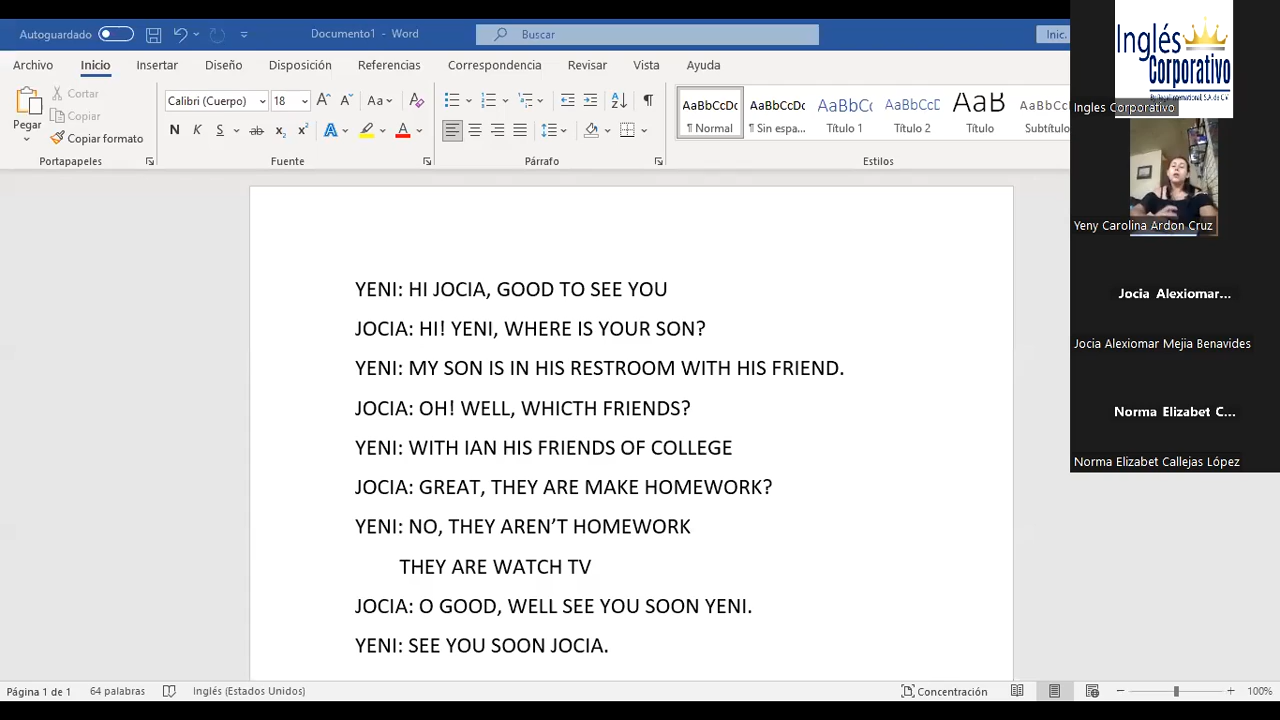 Autoguardado
Documento1 - Word
Buscar
Inic.
Archivo Inicio Insertar Diseño Disposición Referencias Correspondencia Revisar Vista Ayuda
Pegar
Cortar
Copiar
Copiar formato
Portapapeles
Calibri (Cuerpo) 18
Aa
N K S ab x₂ x² A A
Fuente
Párrafo
AaBbCcDc AaBbCcDc AaBbCc AaBbCcD AaB AaBbCcD
¶ Normal ¶ Sin espa... Título 1 Título 2 Título Subtítulo
Estilos
YENI: HI JOCIA, GOOD TO SEE YOU
JOCIA: HI! YENI, WHERE IS YOUR SON?
YENI: MY SON IS IN HIS RESTROOM WITH HIS FRIEND.
JOCIA: OH! WELL, WHICTH FRIENDS?
YENI: WITH IAN HIS FRIENDS OF COLLEGE
JOCIA: GREAT, THEY ARE MAKE HOMEWORK?
YENI: NO, THEY AREN'T HOMEWORK
THEY ARE WATCH TV
JOCIA: O GOOD, WELL SEE YOU SOON YENI.
YENI: SEE YOU SOON JOCIA.
Página 1 de 1 64 palabras Inglés (Estados Unidos) Concentración 100%
Inglés
Corporativo
Ingles Corporativo
Yeny Carolina Ardon Cruz
Jocia Alexiomar...
Jocia Alexiomar Mejia Benavides
Norma Elizabet C...
Norma Elizabet Callejas López